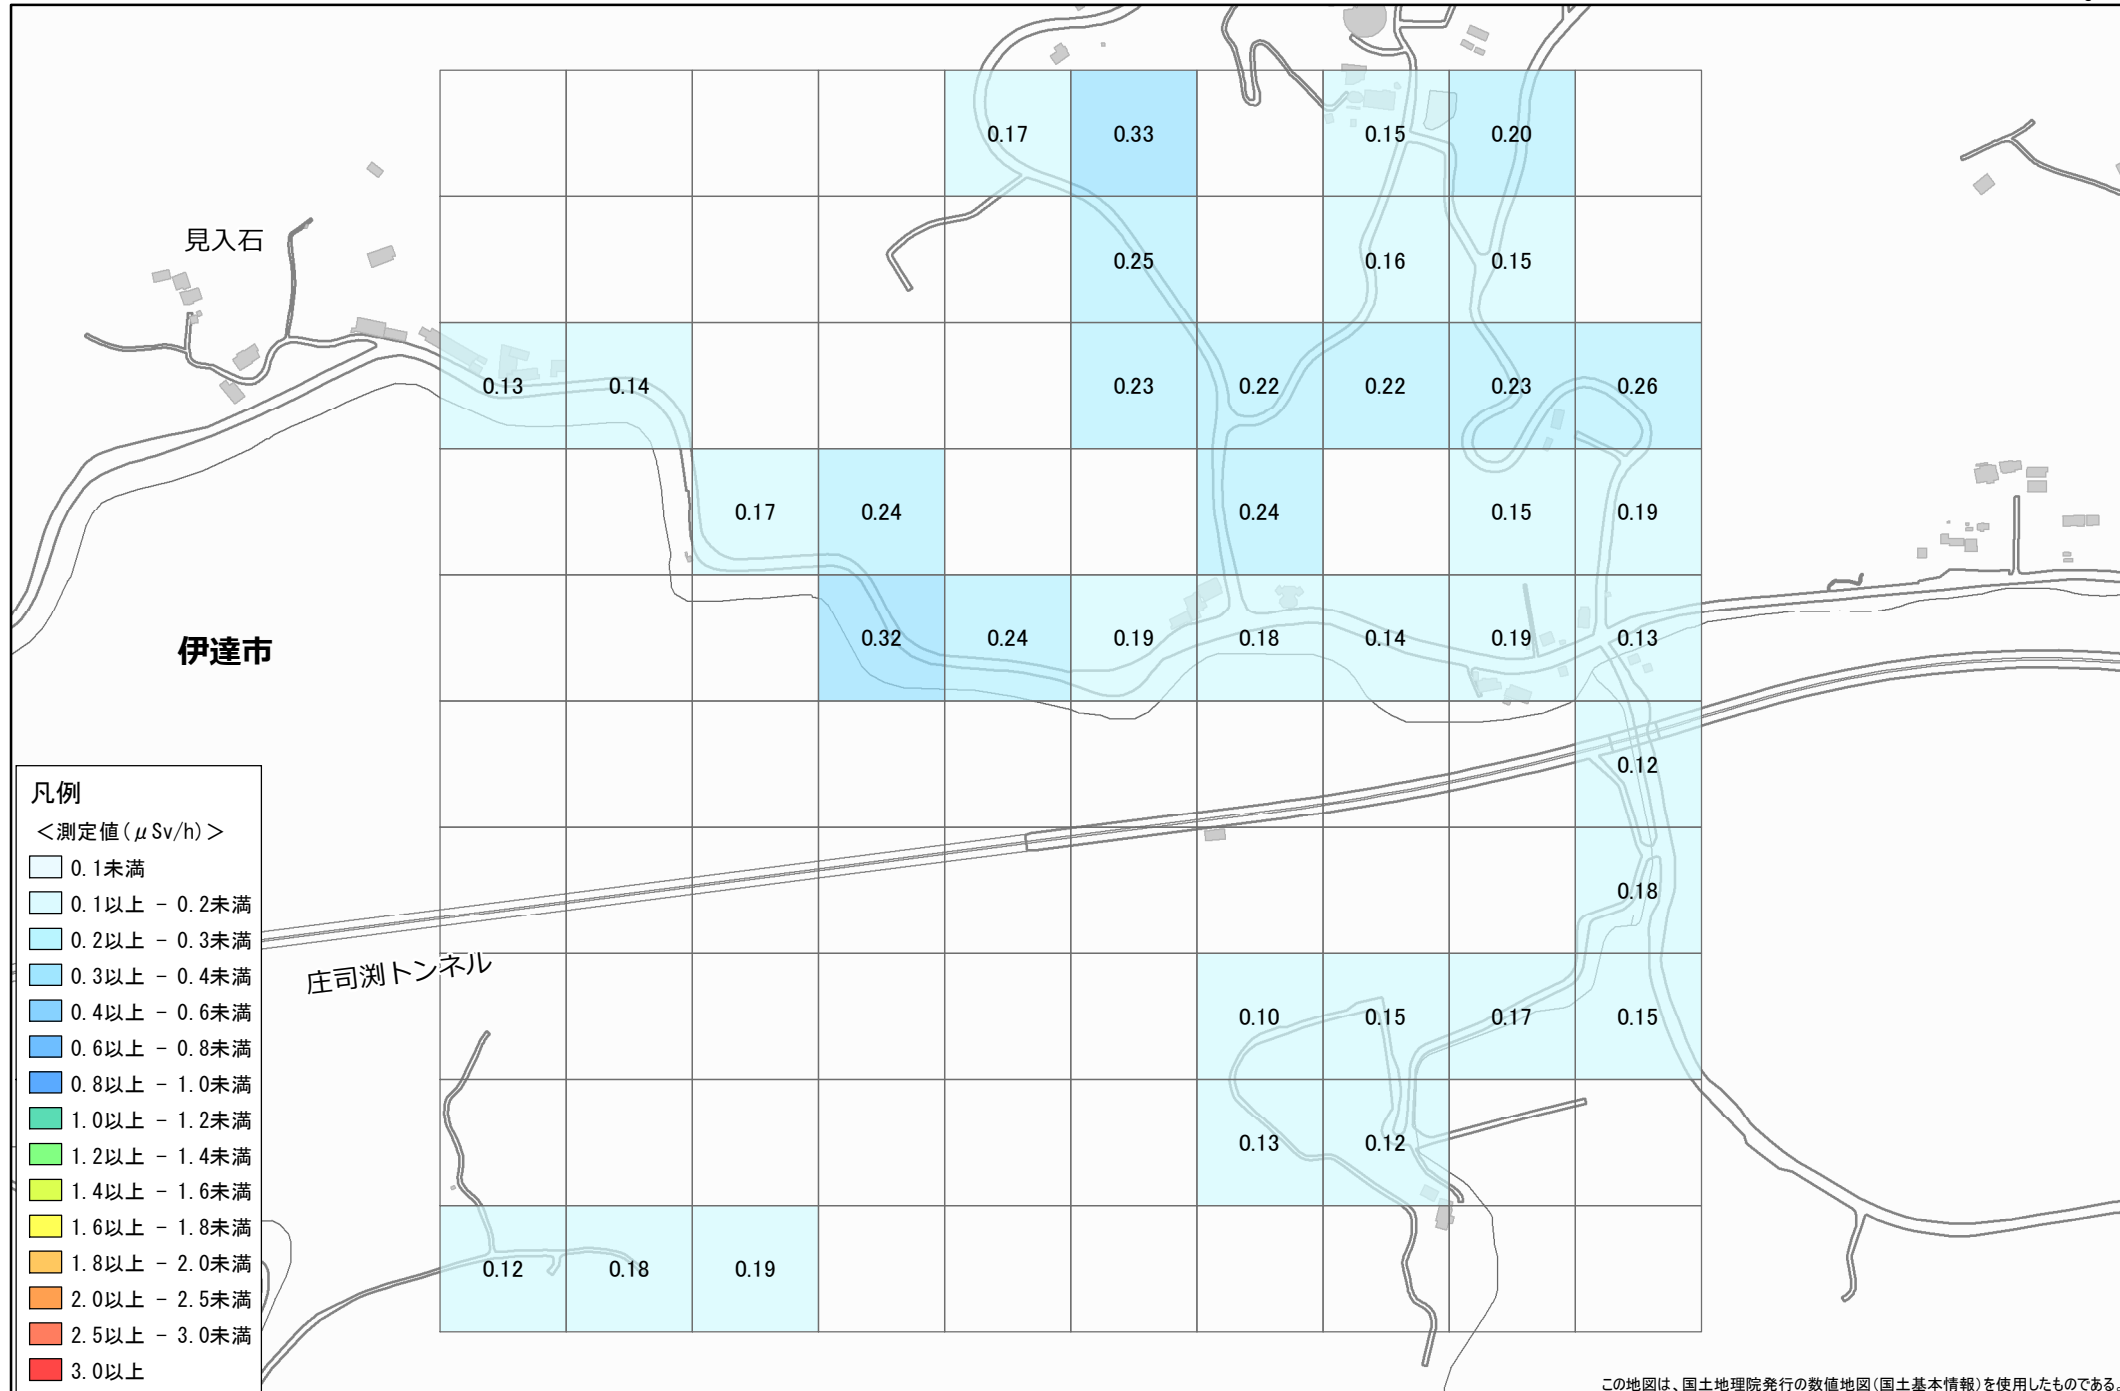 0.17 0.33 0.15 0.20
見入石
0.25 0.16 0.15
0.13 0.14 0.23 0.22 0.22 0.23 0.26
0.17 0.24 0.24 0.15 0.19
伊達市
0.32 0.24 0.19 0.18 0.14 0.19 0.13
0.12
0.18
庄司渕トンネル
0.10 0.15 0.17 0.15
0.13 0.12
0.12 0.18 0.19
凡例
＜測定値(μSv/h)＞
0.1未満
0.1以上 － 0.2未満
0.2以上 － 0.3未満
0.3以上 － 0.4未満
0.4以上 － 0.6未満
0.6以上 － 0.8未満
0.8以上 － 1.0未満
1.0以上 － 1.2未満
1.2以上 － 1.4未満
1.4以上 － 1.6未満
1.6以上 － 1.8未満
1.8以上 － 2.0未満
2.0以上 － 2.5未満
2.5以上 － 3.0未満
3.0以上
この地図は、国土地理院発行の数値地図(国土基本情報)を使用したものである。